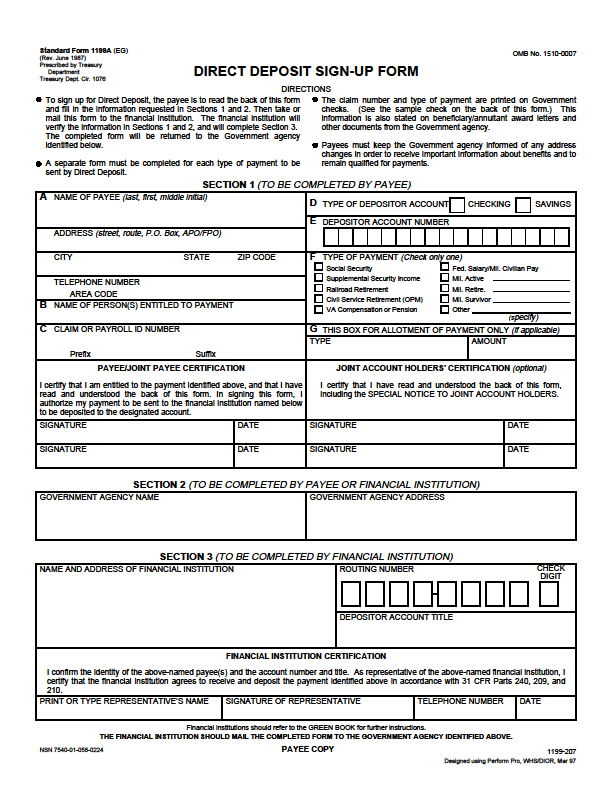 Standard Form 1199A (EG)
(Rev. June 1987)
Prescribed by Treasury
Department
Treasury Dept. Cir. 1076
OMB No. 1510-0007
DIRECT DEPOSIT SIGN-UP FORM
DIRECTIONS
To sign up for Direct Deposit, the payee is to read the back of this form
and fill in the information requested in Sections 1 and 2. Then take or
mail this form to the financial institution. The financial institution will
verify the information in Sections 1 and 2, and will complete Section 3.
The completed form will be returned to the Government agency
identified below.
A separate form must be completed for each type of payment to be
sent by Direct Deposit.
The claim number and type of payment are printed on Government
checks. (See the sample check on the back of this form.) This
information is also stated on beneficiary/annuitant award letters and
other documents from the Government agency.
Payees must keep the Government agency informed of any address
changes in order to receive important information about benefits and to
remain qualified for payments.
SECTION 1 (TO BE COMPLETED BY PAYEE)
A NAME OF PAYEE (last, first, middle initial)
ADDRESS (street, route, P.O. Box, APO/FPO)
CITY STATE ZIP CODE
TELEPHONE NUMBER
AREA CODE
B NAME OF PERSON(S) ENTITLED TO PAYMENT
C CLAIM OR PAYROLL ID NUMBER
Prefix Suffix
D TYPE OF DEPOSITOR ACCOUNT CHECKING SAVINGS
E DEPOSITOR ACCOUNT NUMBER
F TYPE OF PAYMENT (Check only one)
Social Security Fed. Salary/Mil. Civilian Pay
Supplemental Security Income Mil. Active
Railroad Retirement Mil. Retire.
Civil Service Retirement (OPM) Mil. Survivor
VA Compensation or Pension Other
(specify)
G THIS BOX FOR ALLOTMENT OF PAYMENT ONLY (if applicable)
TYPE AMOUNT
PAYEE/JOINT PAYEE CERTIFICATION
I certify that I am entitled to the payment identified above, and that I have
read and understood the back of this form. In signing this form, I
authorize my payment to be sent to the financial institution named below
to be deposited to the designated account.
JOINT ACCOUNT HOLDERS' CERTIFICATION (optional)
I certify that I have read and understood the back of this form,
including the SPECIAL NOTICE TO JOINT ACCOUNT HOLDERS.
SIGNATURE DATE SIGNATURE DATE
SIGNATURE DATE SIGNATURE DATE
SECTION 2 (TO BE COMPLETED BY PAYEE OR FINANCIAL INSTITUTION)
GOVERNMENT AGENCY NAME GOVERNMENT AGENCY ADDRESS
SECTION 3 (TO BE COMPLETED BY FINANCIAL INSTITUTION)
NAME AND ADDRESS OF FINANCIAL INSTITUTION
ROUTING NUMBER
CHECK
DIGIT
DEPOSITOR ACCOUNT TITLE
FINANCIAL INSTITUTION CERTIFICATION
I confirm the identity of the above-named payee(s) and the account number and title. As representative of the above-named financial institution, I
certify that the financial institution agrees to receive and deposit the payment identified above in accordance with 31 CFR Parts 240, 209, and
210.
PRINT OR TYPE REPRESENTATIVE'S NAME SIGNATURE OF REPRESENTATIVE TELEPHONE NUMBER DATE
Financial institutions should refer to the GREEN BOOK for further instructions.
THE FINANCIAL INSTITUTION SHOULD MAIL THE COMPLETED FORM TO THE GOVERNMENT AGENCY IDENTIFIED ABOVE.
NSN 7540-01-058-0224 PAYEE COPY 1199-207
Designed using Perform Pro, WHS/DIOR, Mar 97